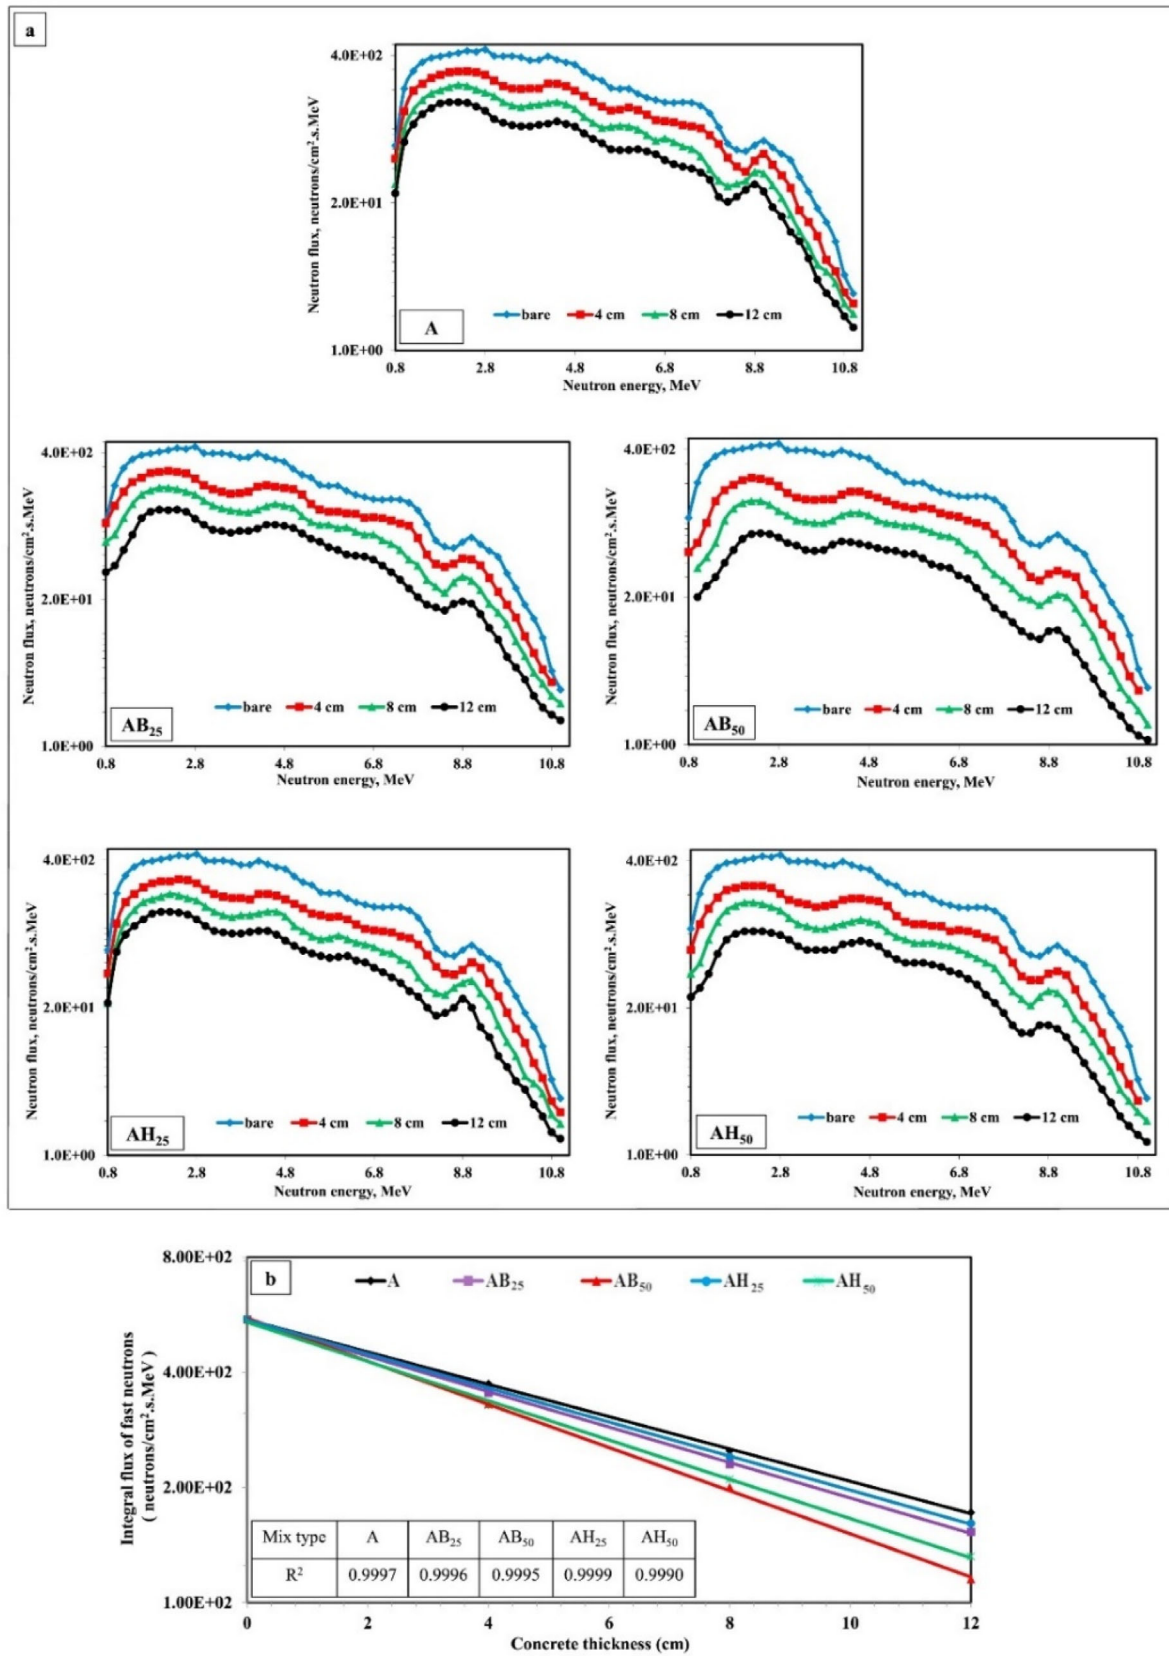 a
Neutron flux, neutrons/cm².s.MeV
4.0E+02
2.0E+01
1.0E+00
A
bare 4 cm 8 cm 12 cm
0.8 2.8 4.8 6.8 8.8 10.8
Neutron energy, MeV
Neutron flux, neutrons/cm².s.MeV
4.0E+02
2.0E+01
1.0E+00
AB₂₅
bare 4 cm 8 cm 12 cm
0.8 2.8 4.8 6.8 8.8 10.8
Neutron energy, MeV
Neutron flux, neutrons/cm².s.MeV
4.0E+02
2.0E+01
1.0E+00
AB₅₀
bare 4 cm 8 cm 12 cm
0.8 2.8 4.8 6.8 8.8 10.8
Neutron energy, MeV
Neutron flux, neutrons/cm².s.MeV
4.0E+02
2.0E+01
1.0E+00
AH₂₅
bare 4 cm 8 cm 12 cm
0.8 2.8 4.8 6.8 8.8 10.8
Neutron energy, MeV
Neutron flux, neutrons/cm².s.MeV
4.0E+02
2.0E+01
1.0E+00
AH₅₀
bare 4 cm 8 cm 12 cm
0.8 2.8 4.8 6.8 8.8 10.8
Neutron energy, MeV
b
A AB₂₅ AB₅₀ AH₂₅ AH₅₀
Integral flux of fast neutrons
( neutrons/cm².s.MeV )
8.00E+02
4.00E+02
2.00E+02
1.00E+02
Mix type A AB₂₅ AB₅₀ AH₂₅ AH₅₀
R² 0.9997 0.9996 0.9995 0.9999 0.9990
0 2 4 6 8 10 12
Concrete thickness (cm)